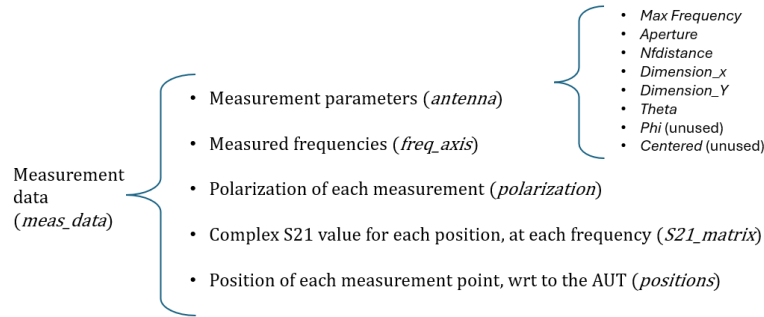 Measurement
data
(meas_data)
• Measurement parameters (antenna)
• Measured frequencies (freq_axis)
• Polarization of each measurement (polarization)
• Complex S21 value for each position, at each frequency (S21_matrix)
• Position of each measurement point, wrt to the AUT (positions)
• Max Frequency
• Aperture
• Nfdistance
• Dimension_x
• Dimension_Y
• Theta
• Phi (unused)
• Centered (unused)